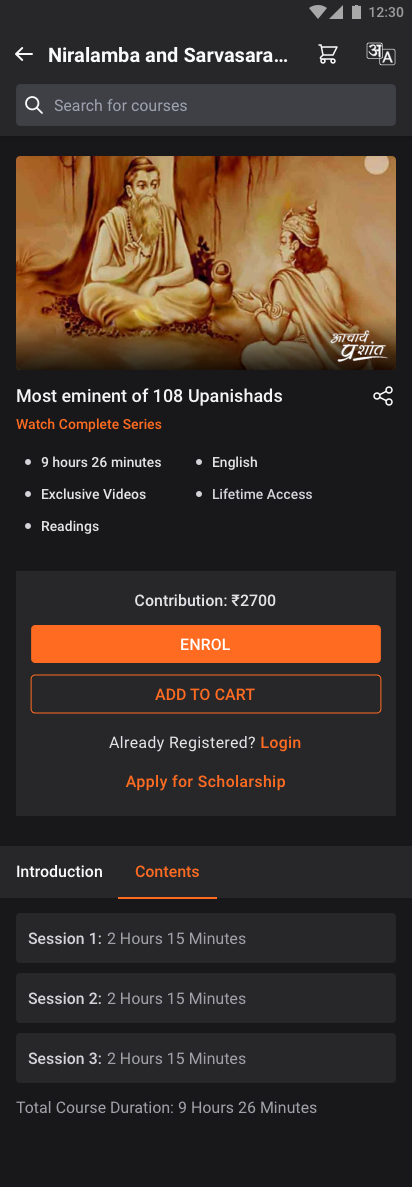 12:30
Niralamba and Sarvasara...
अ A
Search for courses
आचार्य
प्रशांत
Most eminent of 108 Upanishads
Watch Complete Series
9 hours 26 minutes
English
Exclusive Videos
Lifetime Access
Readings
Contribution: ₹2700
ENROL
ADD TO CART
Already Registered? Login
Apply for Scholarship
Introduction
Contents
Session 1: 2 Hours 15 Minutes
Session 2: 2 Hours 15 Minutes
Session 3: 2 Hours 15 Minutes
Total Course Duration: 9 Hours 26 Minutes